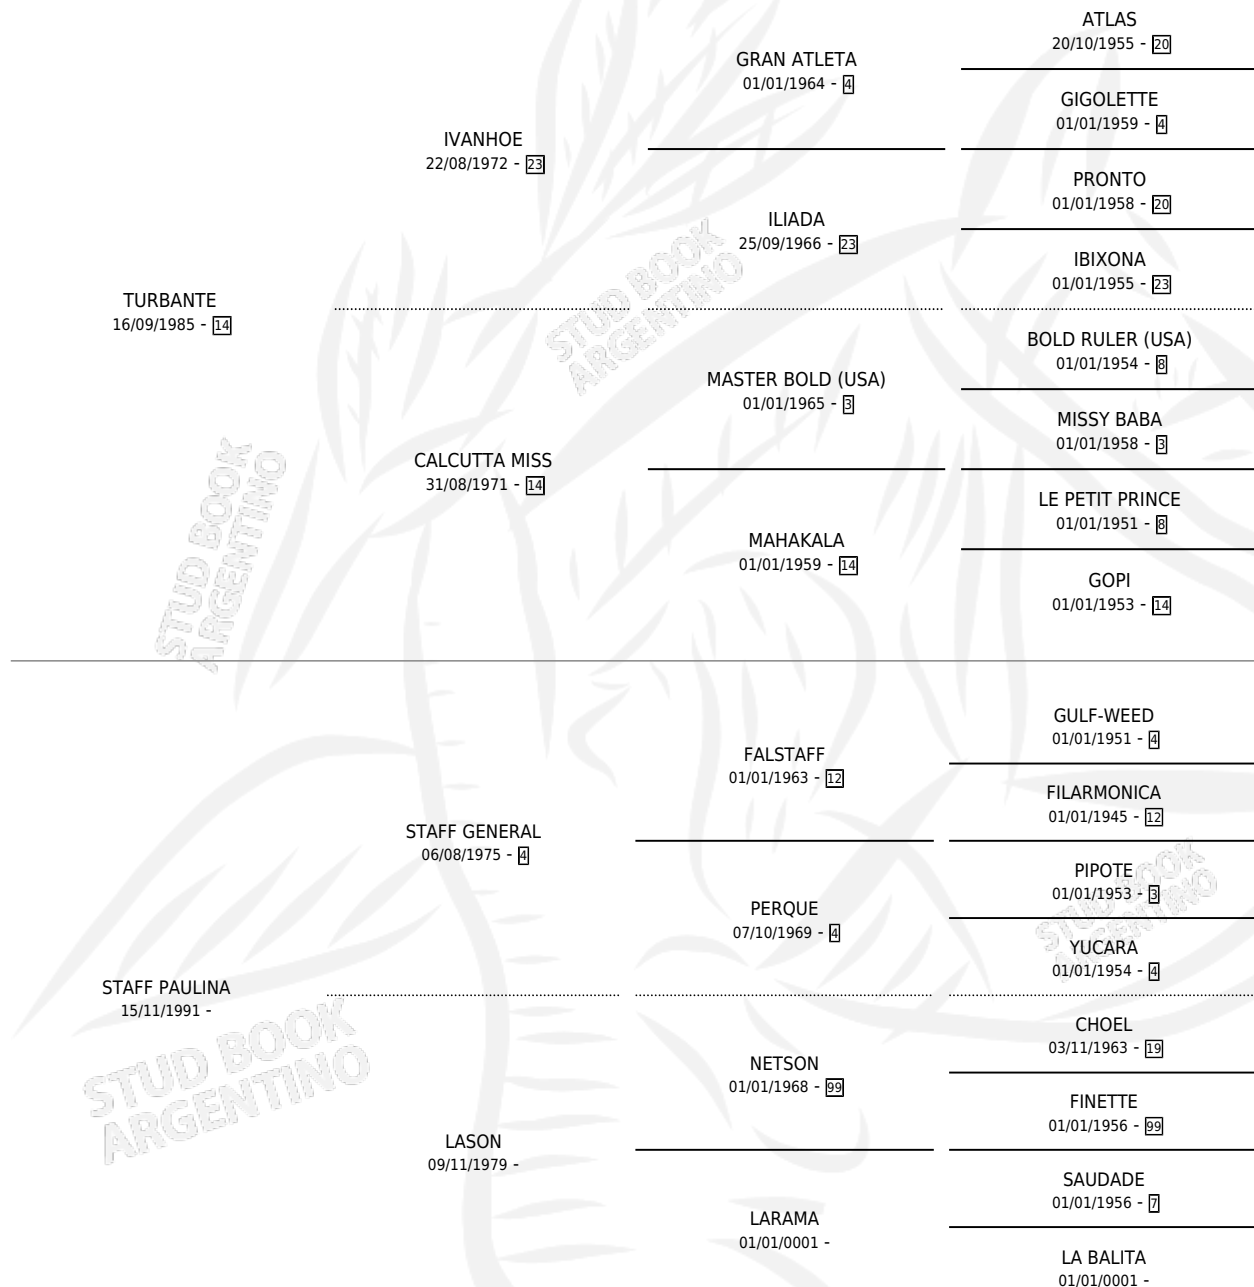 ATLAS
20/10/1955 - 20
GRAN ATLETA
01/01/1964 - 4
GIGOLETTE
01/01/1959 - 4
IVANHOE
22/08/1972 - 23
PRONTO
01/01/1958 - 20
ILIADA
25/09/1966 - 23
IBIXONA
01/01/1955 - 23
TURBANTE
16/09/1985 - 14
STUD BOOK
ARGENTINO
BOLD RULER (USA)
01/01/1954 - 8
MASTER BOLD (USA)
01/01/1965 - 3
MISSY BABA
01/01/1958 - 3
CALCUTTA MISS
31/08/1971 - 14
LE PETIT PRINCE
01/01/1951 - 8
MAHAKALA
01/01/1959 - 14
GOPI
01/01/1953 - 14
STUD BOOK
ARGENTINO
GULF-WEED
01/01/1951 - 4
FALSTAFF
01/01/1963 - 12
FILARMONICA
01/01/1945 - 12
STAFF GENERAL
06/08/1975 - 4
PIPOTE
01/01/1953 - 3
PERQUE
07/10/1969 - 4
YUCARA
01/01/1954 - 4
STUD BOOK
ARGENTINO
STAFF PAULINA
15/11/1991 -
CHOEL
03/11/1963 - 19
NETSON
01/01/1968 - 99
FINETTE
01/01/1956 - 99
STUD BOOK
ARGENTINO
LASON
09/11/1979 -
SAUDADE
01/01/1956 - 7
LARAMA
01/01/0001 -
LA BALITA
01/01/0001 -